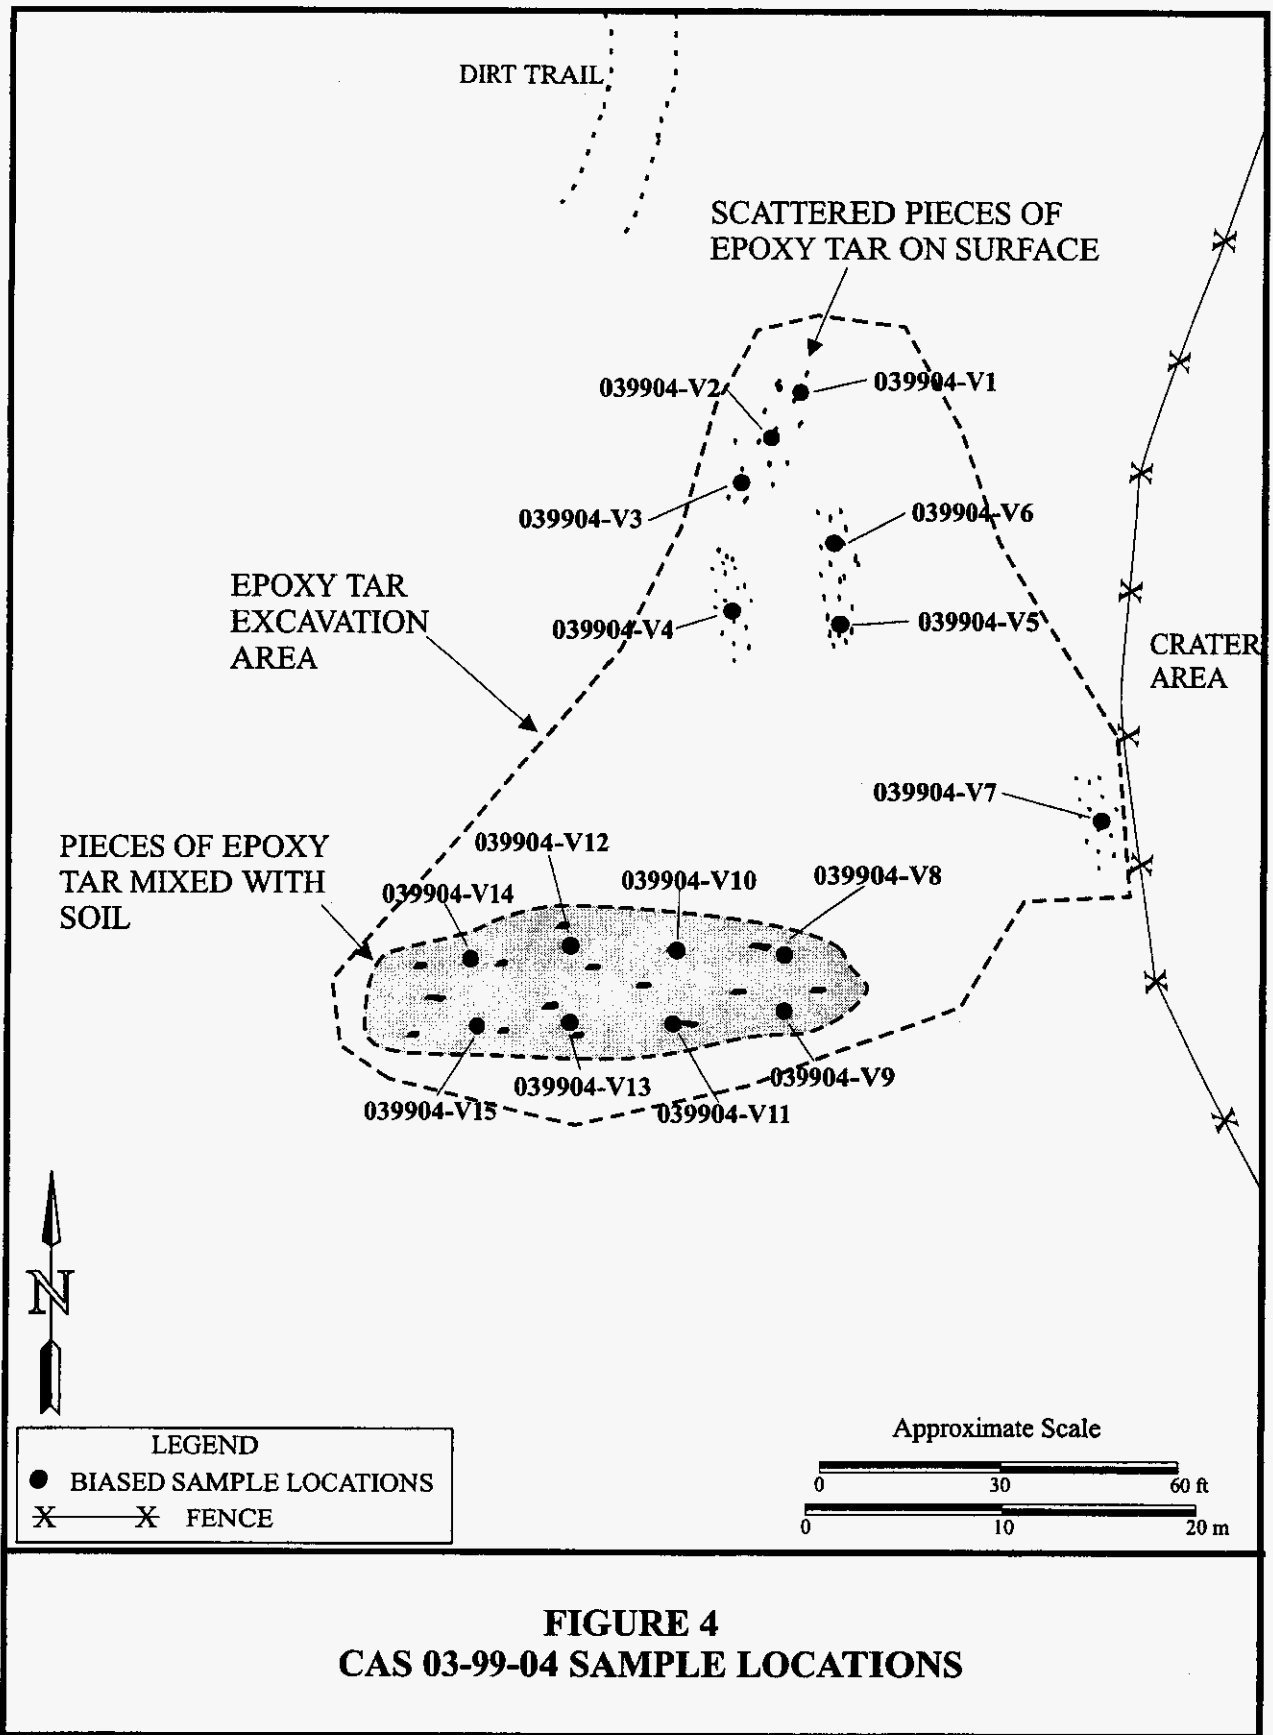 DIRT TRAIL
SCATTERED PIECES OF
EPOXY TAR ON SURFACE
039904-V2
039904-V1
039904-V3
039904-V6
EPOXY TAR
EXCAVATION
AREA
039904-V4
039904-V5
CRATER
AREA
039904-V7
PIECES OF EPOXY
TAR MIXED WITH
SOIL
039904-V12
039904-V14
039904-V10
039904-V8
039904-V15
039904-V13
039904-V11
039904-V9
N
LEGEND
BIASED SAMPLE LOCATIONS
X X FENCE
Approximate Scale
0 30 60 ft
0 10 20 m
FIGURE 4
CAS 03-99-04 SAMPLE LOCATIONS